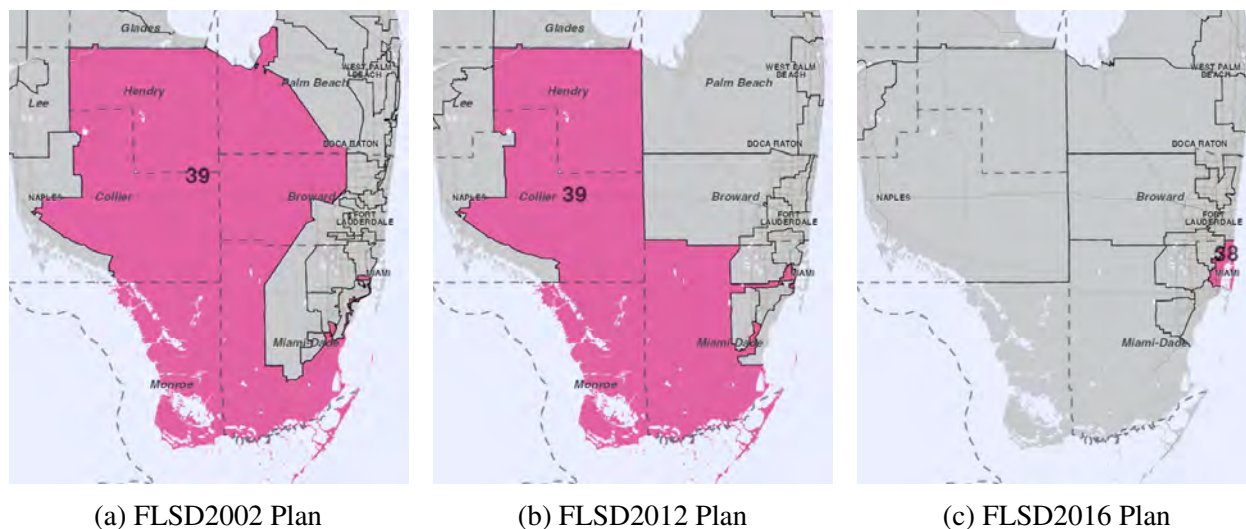 Glades
WEST PALM
BEACH
Palm Beach
Hendry
Lee
BOCA RATON
39
Collier
Broward
NAPLES
FORT
LAUDERDALE
MIAMI
Miami-Dade
Monroe
(a) FLSD2002 Plan
Glades
WEST PALM
BEACH
Palm Beach
Hendry
Lee
BOCA RATON
39
Collier
Broward
NAPLES
FORT
LAUDERDALE
MIAMI
Miami-Dade
Monroe
(b) FLSD2012 Plan
WEST PALM
BEACH
BOCA RATON
Broward
NAPLES
FORT
LAUDERDALE
38
MIAMI
Miami-Dade
(c) FLSD2016 Plan